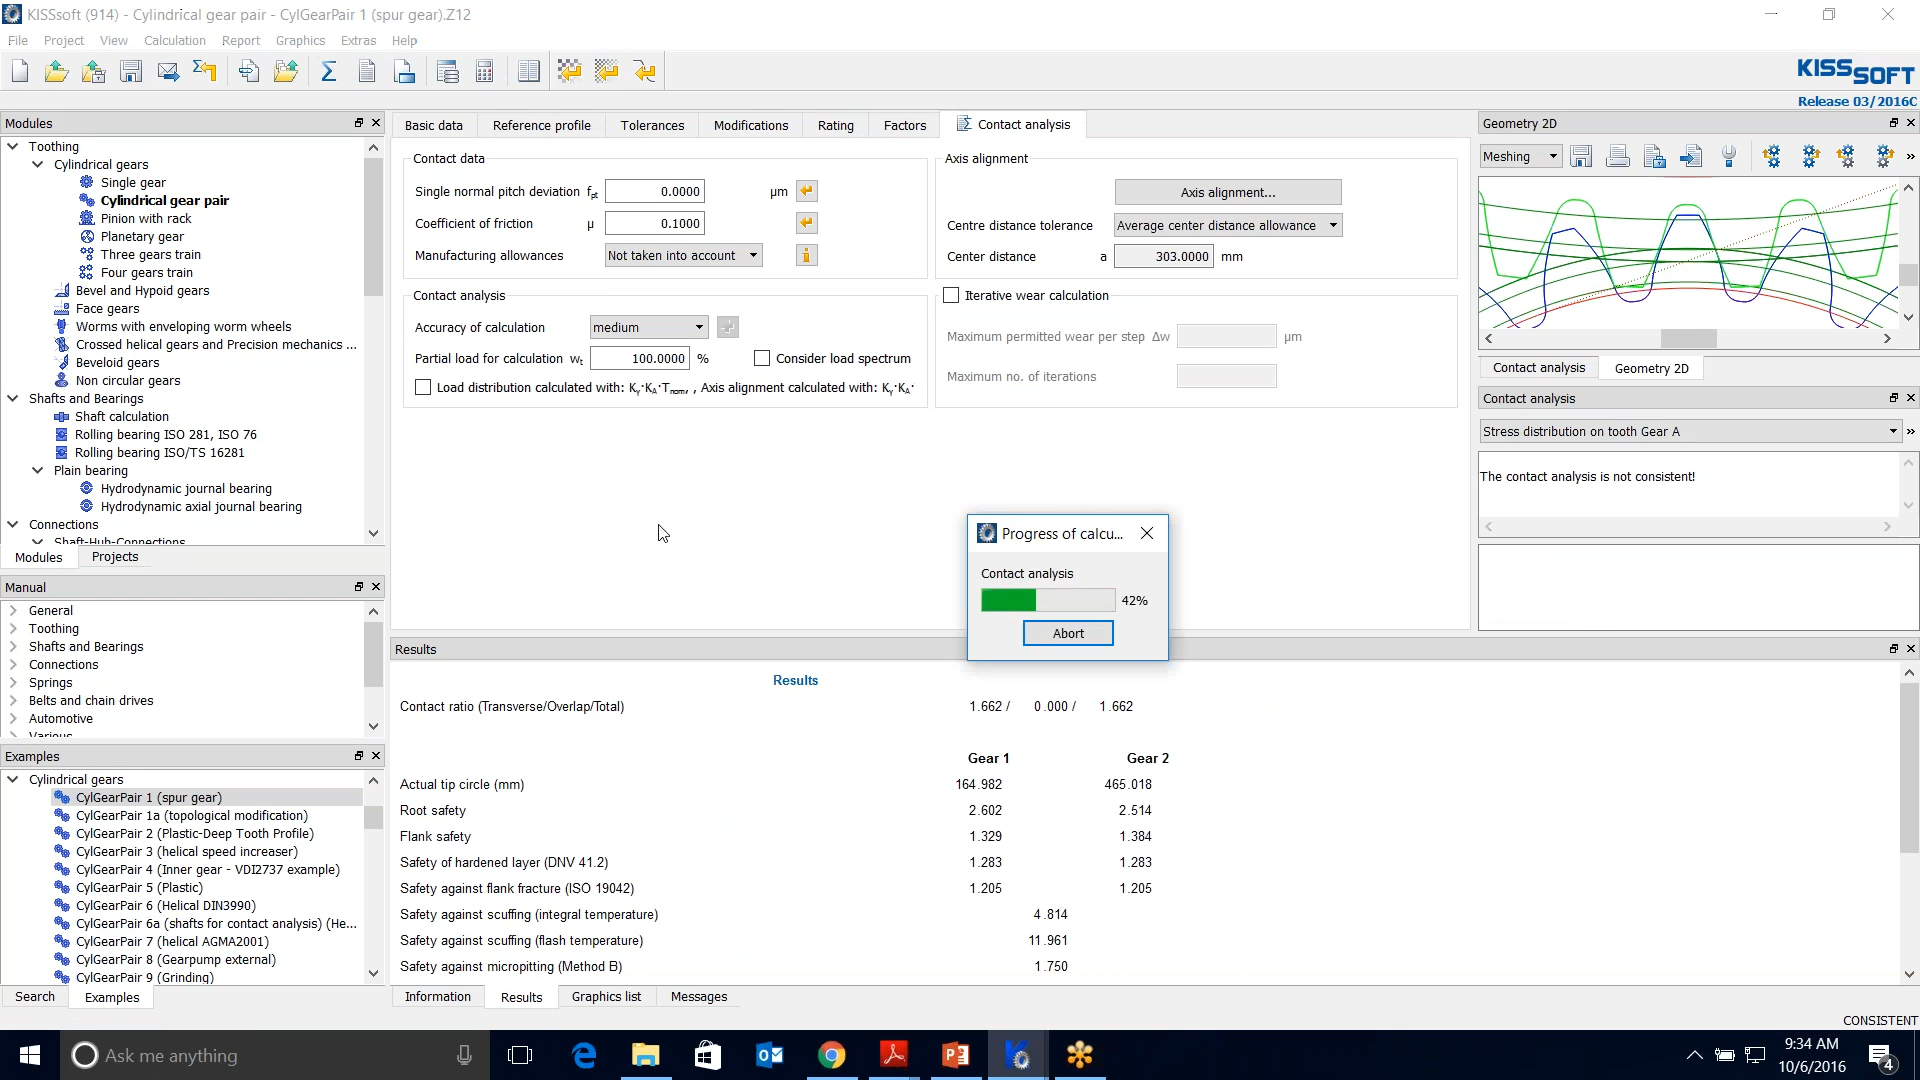 KISSsoft (914) - Cylindrical gear pair - CylGearPair 1 (spur gear).Z12
File Project View Calculation Report Graphics Extras Help
KISSSOFT
Release 03/2016C
Modules
Toothing
Cylindrical gears
Single gear
Cylindrical gear pair
Pinion with rack
Planetary gear
Three gears train
Four gears train
Bevel and Hypoid gears
Face gears
Worms with enveloping worm wheels
Crossed helical gears and Precision mechanics ...
Beveloid gears
Non circular gears
Shafts and Bearings
Shaft calculation
Rolling bearing ISO 281, ISO 76
Rolling bearing ISO/TS 16281
Plain bearing
Hydrodynamic journal bearing
Hydrodynamic axial journal bearing
Connections
Shaft-Hub-Connections
Modules Projects
Manual
General
Toothing
Shafts and Bearings
Connections
Springs
Belts and chain drives
Automotive
Various
Examples
Cylindrical gears
CylGearPair 1 (spur gear)
CylGearPair 1a (topological modification)
CylGearPair 2 (Plastic-Deep Tooth Profile)
CylGearPair 3 (helical speed increaser)
CylGearPair 4 (Inner gear - VDI2737 example)
CylGearPair 5 (Plastic)
CylGearPair 6 (Helical DIN3990)
CylGearPair 6a (shafts for contact analysis) (He...
CylGearPair 7 (helical AGMA2001)
CylGearPair 8 (Gearpump external)
CylGearPair 9 (Grinding)
Search Examples
Basic data Reference profile Tolerances Modifications Rating Factors Contact analysis
Contact data
Single normal pitch deviation fpt 0.0000 µm
Coefficient of friction µ 0.1000
Manufacturing allowances Not taken into account
Contact analysis
Accuracy of calculation medium
Partial load for calculation wt 100.0000 % Consider load spectrum
Load distribution calculated with: Kγ·KA·Tnom, , Axis alignment calculated with: Kγ·KA·
Axis alignment
Axis alignment...
Centre distance tolerance Average center distance allowance
Center distance a 303.0000 mm
Iterative wear calculation
Maximum permitted wear per step Δw µm
Maximum no. of iterations
Progress of calcu...
Contact analysis
42%
Abort
Results
Results
Contact ratio (Transverse/Overlap/Total) 1.662 / 0.000 / 1.662
Gear 1 Gear 2
Actual tip circle (mm) 164.982 465.018
Root safety 2.602 2.514
Flank safety 1.329 1.384
Safety of hardened layer (DNV 41.2) 1.283 1.283
Safety against flank fracture (ISO 19042) 1.205 1.205
Safety against scuffing (integral temperature) 4.814
Safety against scuffing (flash temperature) 11.961
Safety against micropitting (Method B) 1.750
Information Results Graphics list Messages
Geometry 2D
Meshing
Contact analysis Geometry 2D
Contact analysis
Stress distribution on tooth Gear A
The contact analysis is not consistent!
CONSISTENT
Ask me anything
9:34 AM
10/6/2016
4